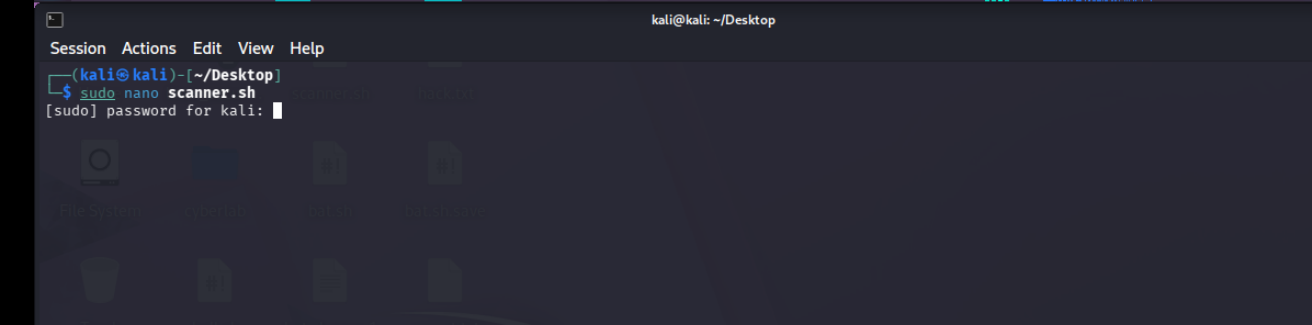 kali@kali: ~/Desktop
Session Actions Edit View Help
┌──(kali㉿kali)-[~/Desktop]
└─$ sudo nano scanner.sh
[sudo] password for kali:
File System
cyberlab